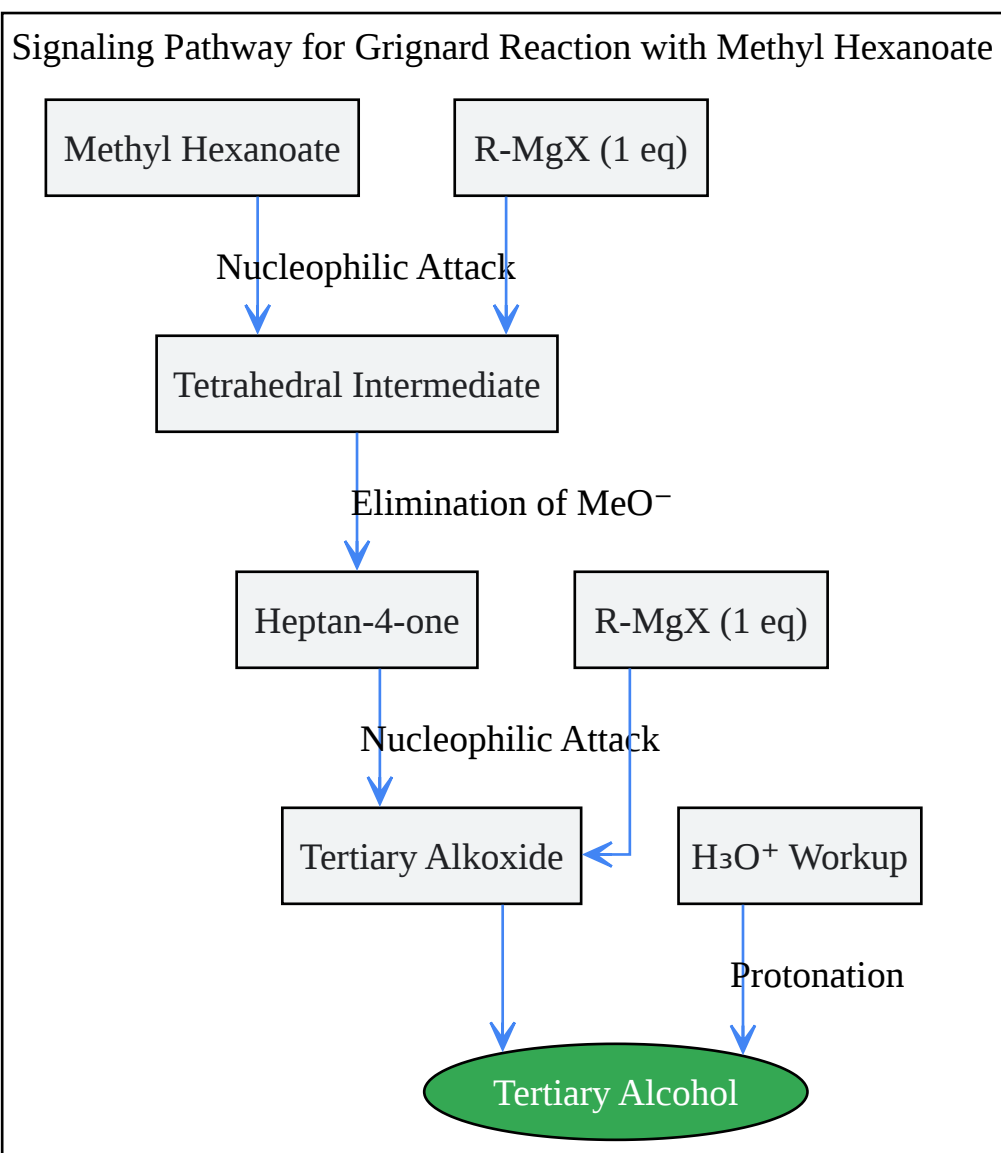 Signaling Pathway for Grignard Reaction with Methyl Hexanoate
Methyl Hexanoate
R-MgX (1 eq)
Nucleophilic Attack
Tetrahedral Intermediate
Elimination of MeO⁻
Heptan-4-one
R-MgX (1 eq)
Nucleophilic Attack
Tertiary Alkoxide
H₃O⁺ Workup
Protonation
Tertiary Alcohol